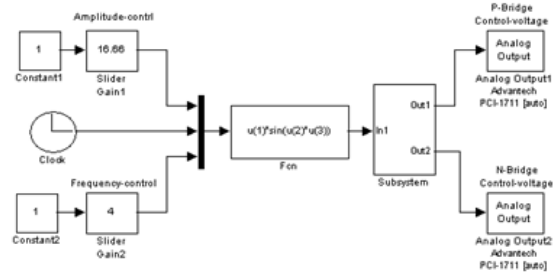 Amplitude-contrl
1
Constant1
16.66
Slider
Gain1
Clock
Frequency-control
1
Constant2
4
Slider
Gain2
u(1)*sin(u(2)*u(3))
Fcn
In1
Out1
Out2
Subsystem
P-Bridge
Control-voltage
Analog
Output
Analog Output1
Advantech
PCI-1711 [auto]
N-Bridge
Control-voltage
Analog
Output
Analog Output2
Advantech
PCI-1711 [auto]